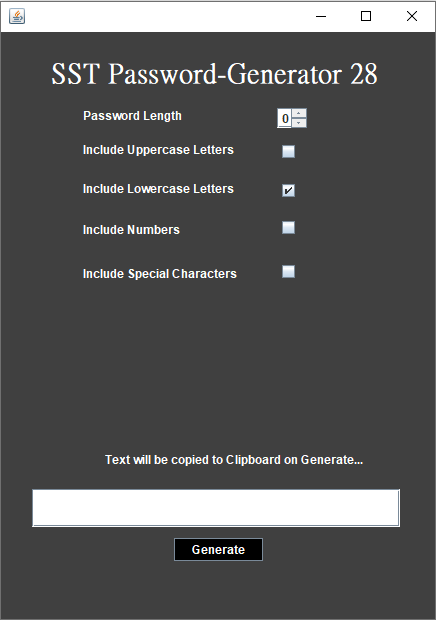 SST Password-Generator 28
Password Length 0
Include Uppercase Letters
Include Lowercase Letters
Include Numbers
Include Special Characters
Text will be copied to Clipboard on Generate...
Generate